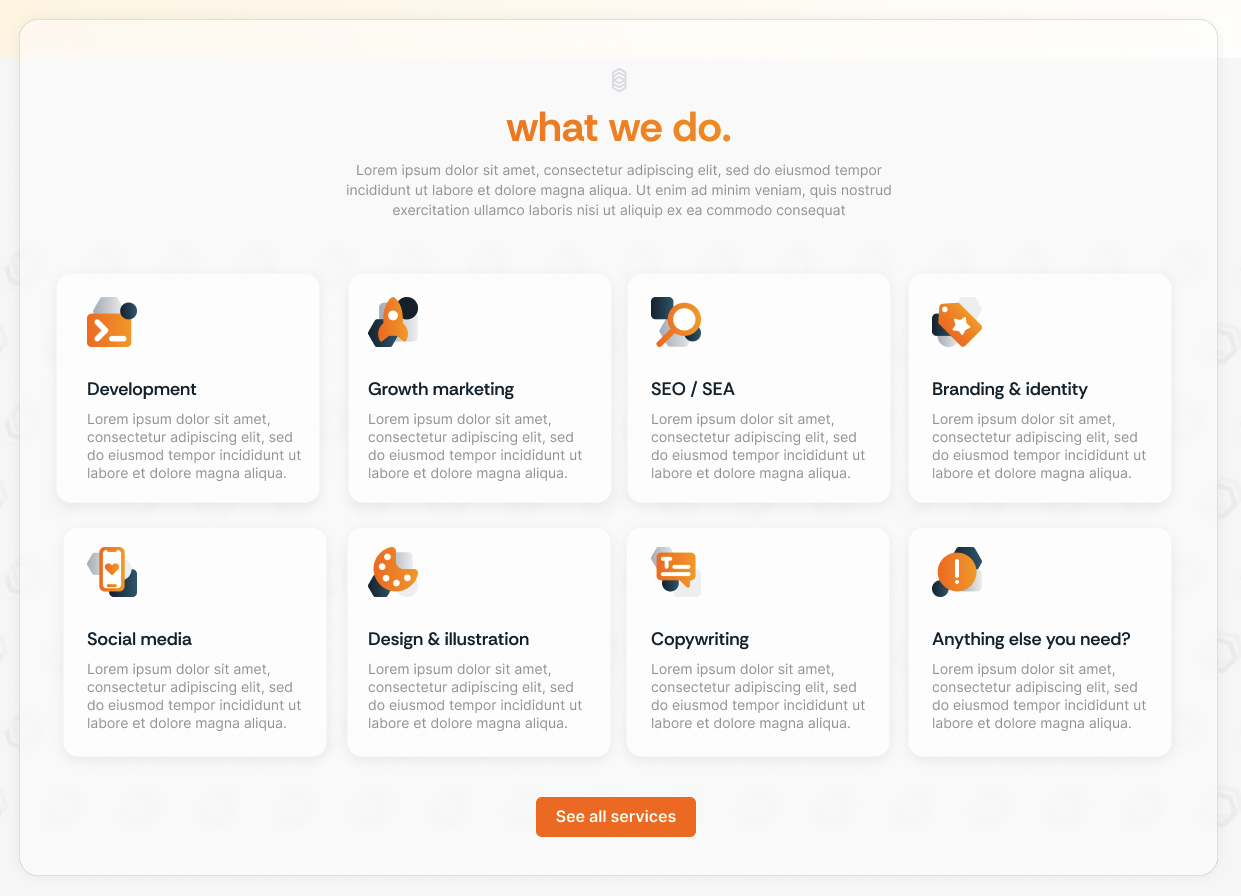 what we do.
Lorem ipsum dolor sit amet, consectetur adipiscing elit, sed do eiusmod tempor
incididunt ut labore et dolore magna aliqua. Ut enim ad minim veniam, quis nostrud
exercitation ullamco laboris nisi ut aliquip ex ea commodo consequat
Development
Lorem ipsum dolor sit amet,
consectetur adipiscing elit, sed
do eiusmod tempor incididunt ut
labore et dolore magna aliqua.
Growth marketing
Lorem ipsum dolor sit amet,
consectetur adipiscing elit, sed
do eiusmod tempor incididunt ut
labore et dolore magna aliqua.
SEO / SEA
Lorem ipsum dolor sit amet,
consectetur adipiscing elit, sed
do eiusmod tempor incididunt ut
labore et dolore magna aliqua.
Branding & identity
Lorem ipsum dolor sit amet,
consectetur adipiscing elit, sed
do eiusmod tempor incididunt ut
labore et dolore magna aliqua.
Social media
Lorem ipsum dolor sit amet,
consectetur adipiscing elit, sed
do eiusmod tempor incididunt ut
labore et dolore magna aliqua.
Design & illustration
Lorem ipsum dolor sit amet,
consectetur adipiscing elit, sed
do eiusmod tempor incididunt ut
labore et dolore magna aliqua.
T
Copywriting
Lorem ipsum dolor sit amet,
consectetur adipiscing elit, sed
do eiusmod tempor incididunt ut
labore et dolore magna aliqua.
!
Anything else you need?
Lorem ipsum dolor sit amet,
consectetur adipiscing elit, sed
do eiusmod tempor incididunt ut
labore et dolore magna aliqua.
See all services